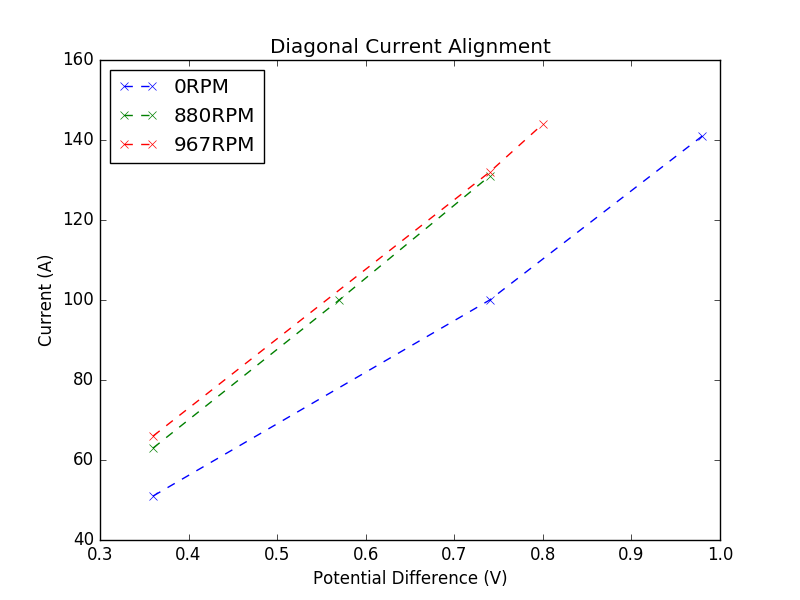 Diagonal Current Alignment
160
140
120
100
80
60
40
Current (A)
0RPM
880RPM
967RPM
0.3 0.4 0.5 0.6 0.7 0.8 0.9 1.0
Potential Difference (V)